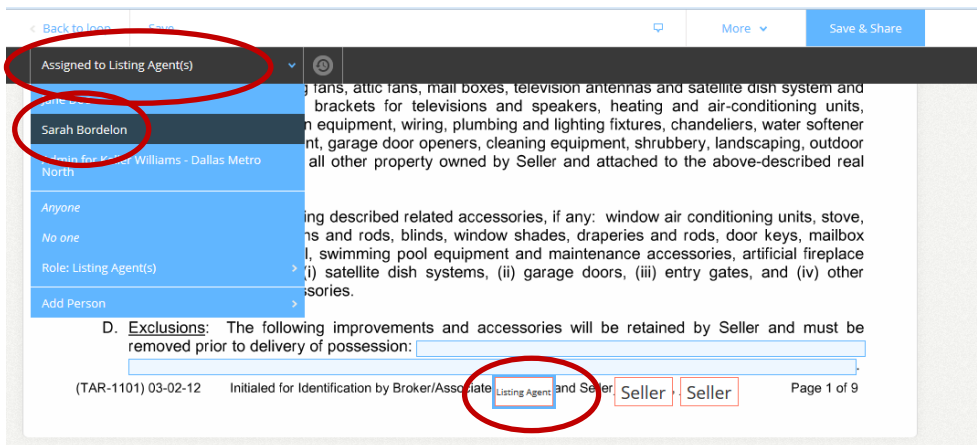 Back to loop Save More Save & Share
Assigned to Listing Agent(s)
Sarah Bordelon
Admin for Keller Williams - Dallas Metro
North
Anyone
No one
Role: Listing Agent(s)
Add Person
fans, attic fans, mail boxes, television antennas and satellite dish system and
brackets for televisions and speakers, heating and air-conditioning units,
equipment, wiring, plumbing and lighting fixtures, chandeliers, water softener
garage door openers, cleaning equipment, shrubbery, landscaping, outdoor
all other property owned by Seller and attached to the above-described real
described related accessories, if any: window air conditioning units, stove,
and rods, blinds, window shades, draperies and rods, door keys, mailbox
swimming pool equipment and maintenance accessories, artificial fireplace
(i) satellite dish systems, (ii) garage doors, (iii) entry gates, and (iv) other
D. Exclusions: The following improvements and accessories will be retained by Seller and must be
removed prior to delivery of possession:
(TAR-1101) 03-02-12 Initialed for Identification by Broker/Associate Listing Agent and Seller Seller , Seller Page 1 of 9